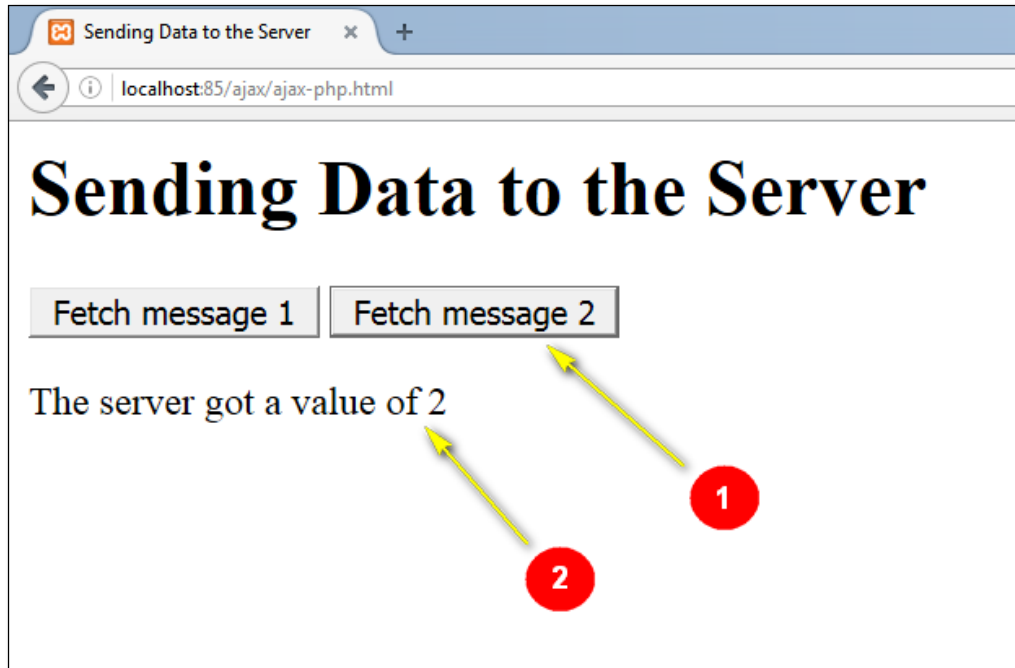 Sending Data to the Server
localhost:85/ajax/ajax-php.html
Sending Data to the Server
Fetch message 1 Fetch message 2
The server got a value of 2
1
2